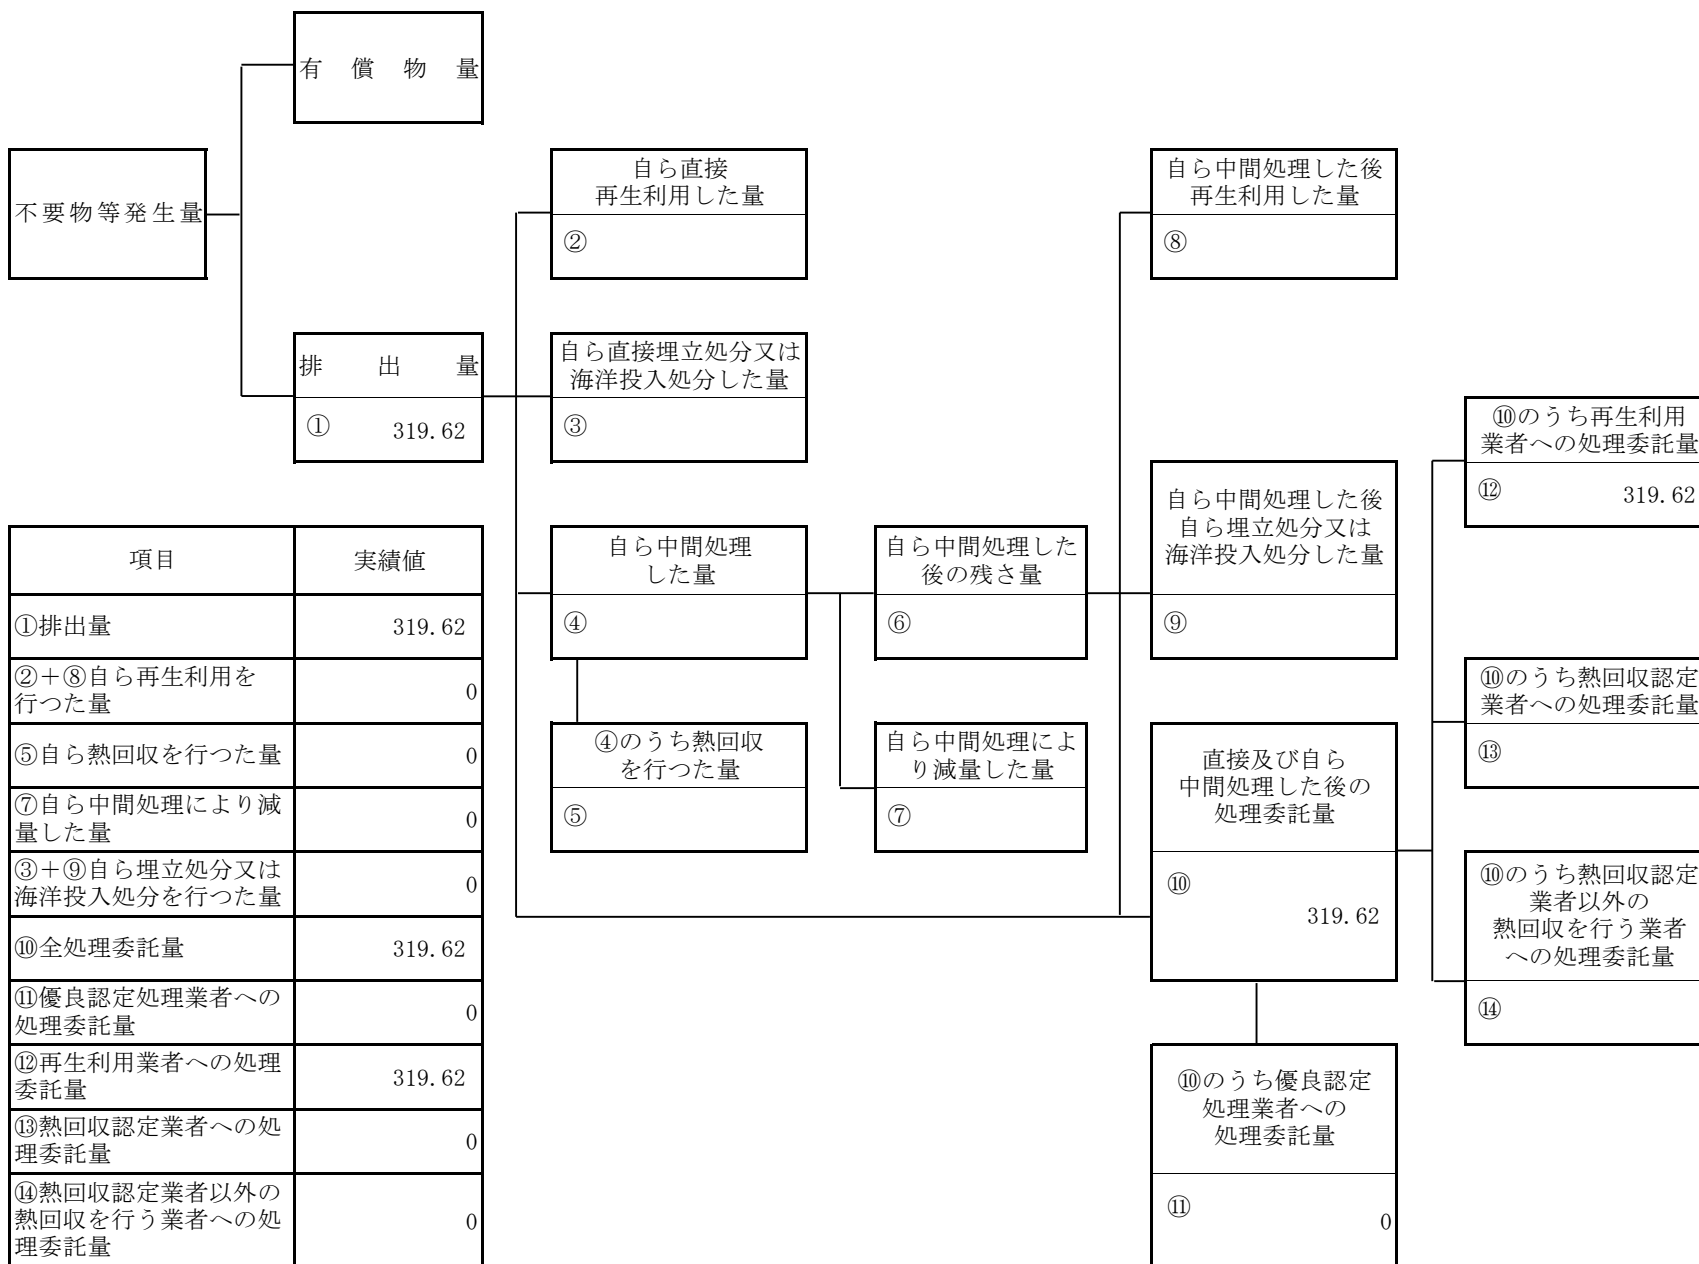 有償物量
不要物等発生量
排出量
① 319.62
自ら直接
再生利用した量
②
自ら直接埋立処分又は
海洋投入処分した量
③
自ら中間処理
した量
④
④のうち熱回収
を行つた量
⑤
自ら中間処理した
後の残さ量
⑥
自ら中間処理によ
り減量した量
⑦
自ら中間処理した後
再生利用した量
⑧
自ら中間処理した後
自ら埋立処分又は
海洋投入処分した量
⑨
直接及び自ら
中間処理した後の
処理委託量
⑩
319.62
⑩のうち優良認定
処理業者への
処理委託量
⑪
0
⑩のうち再生利用
業者への処理委託量
⑫ 319.62
⑩のうち熱回収認定
業者への処理委託量
⑬
⑩のうち熱回収認定
業者以外の
熱回収を行う業者
への処理委託量
⑭
項目 実績値
①排出量 319.62
②＋⑧自ら再生利用を
行つた量 0
⑤自ら熱回収を行つた量 0
⑦自ら中間処理により減
量した量 0
③＋⑨自ら埋立処分又は
海洋投入処分を行つた量 0
⑩全処理委託量 319.62
⑪優良認定処理業者への
処理委託量 0
⑫再生利用業者への処理
委託量 319.62
⑬熱回収認定業者への処
理委託量 0
⑭熱回収認定業者以外の
熱回収を行う業者への処
理委託量 0